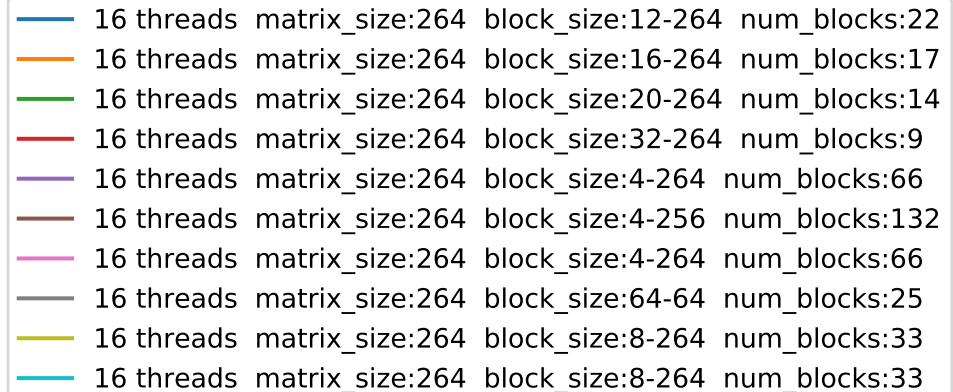 16 threads matrix_size:264 block_size:12-264 num_blocks:22
16 threads matrix_size:264 block_size:16-264 num_blocks:17
16 threads matrix_size:264 block_size:20-264 num_blocks:14
16 threads matrix_size:264 block_size:32-264 num_blocks:9
16 threads matrix_size:264 block_size:4-264 num_blocks:66
16 threads matrix_size:264 block_size:4-256 num_blocks:132
16 threads matrix_size:264 block_size:4-264 num_blocks:66
16 threads matrix_size:264 block_size:64-64 num_blocks:25
16 threads matrix_size:264 block_size:8-264 num_blocks:33
16 threads matrix_size:264 block_size:8-264 num_blocks:33